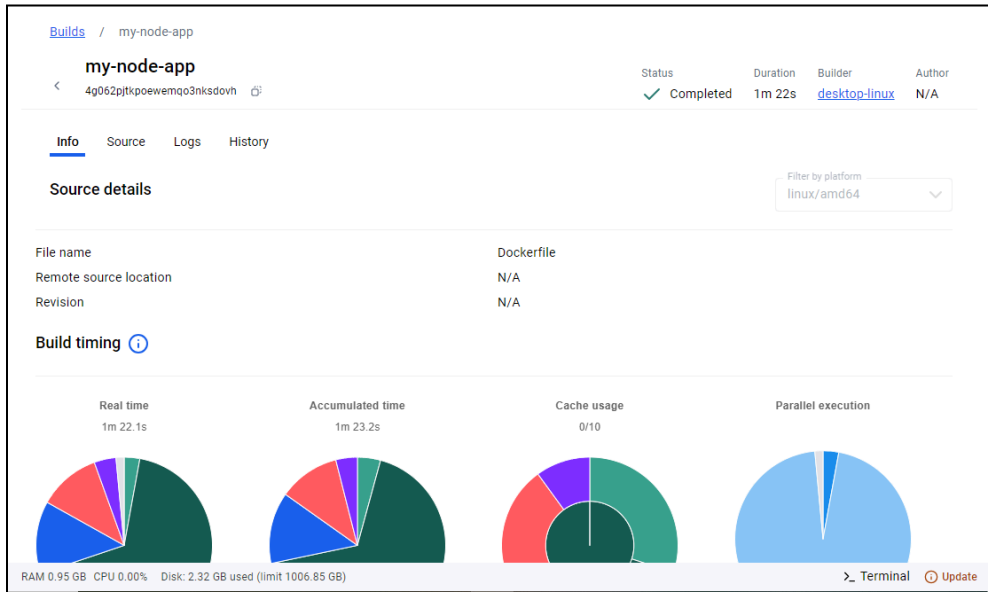 Builds / my-node-app
my-node-app
4g062pjtkpoewemqo3nksdovh
Status Duration Builder Author
Completed 1m 22s desktop-linux N/A
Info Source Logs History
Source details
Filter by platform
linux/amd64
File name Dockerfile
Remote source location N/A
Revision N/A
Build timing
Real time Accumulated time Cache usage Parallel execution
1m 22.1s 1m 23.2s 0/10
RAM 0.95 GB CPU 0.00% Disk: 2.32 GB used (limit 1006.85 GB) >_ Terminal Update